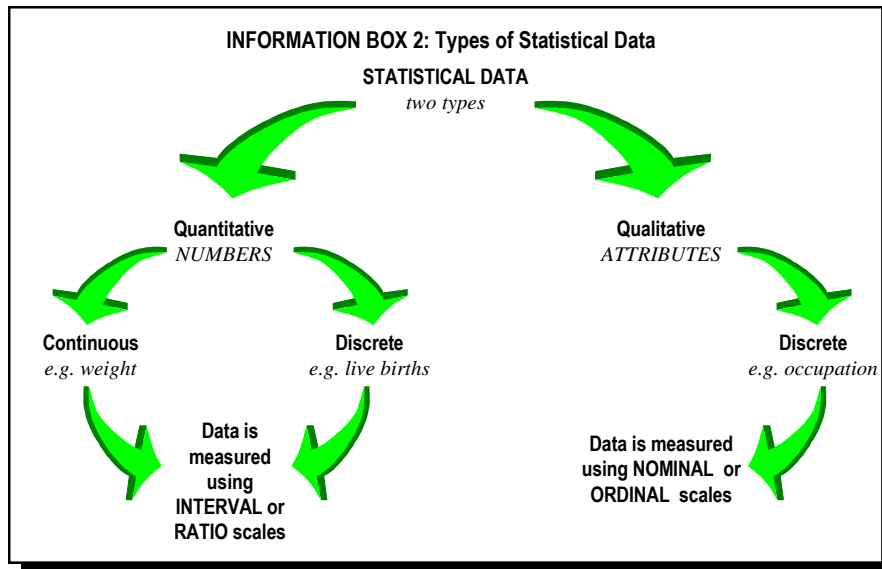 INFORMATION BOX 2: Types of Statistical Data
STATISTICAL DATA
two types
Quantitative
NUMBERS
Qualitative
ATTRIBUTES
Continuous
e.g. weight
Discrete
e.g. live births
Discrete
e.g. occupation
Data is
measured
using
INTERVAL or
RATIO scales
Data is measured
using NOMINAL or
ORDINAL scales